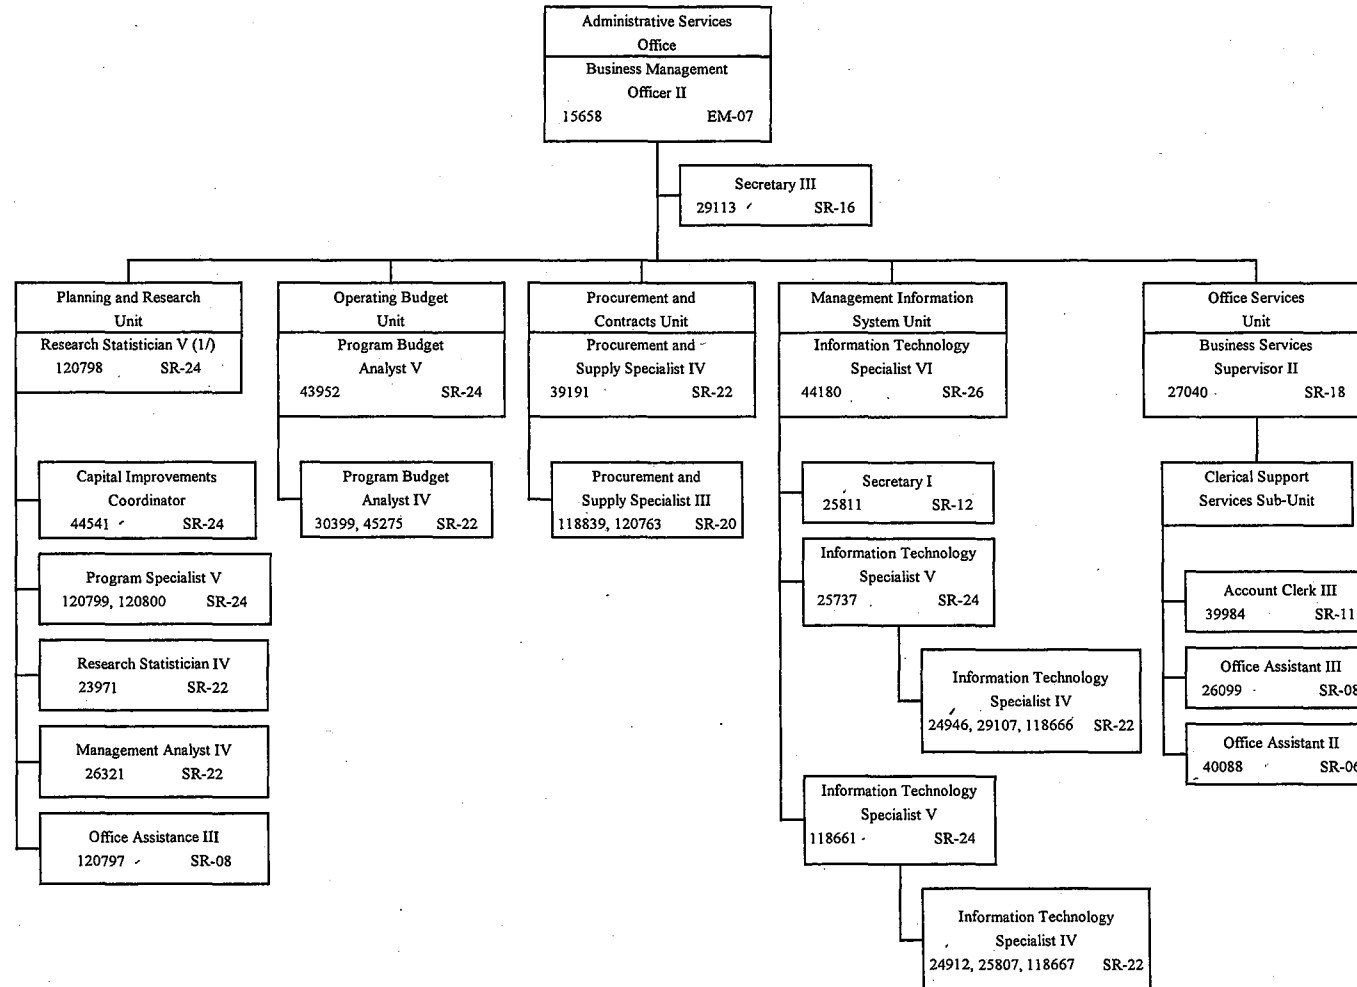 Administrative Services
Office
Business Management
Officer II
15658 EM-07
Secretary III
29113 SR-16
Planning and Research
Unit
Research Statistician V (1/)
120798 SR-24
Capital Improvements
Coordinator
44541 SR-24
Program Specialist V
120799, 120800 SR-24
Research Statistician IV
23971 SR-22
Management Analyst IV
26321 SR-22
Office Assistance III
120797 SR-08
Operating Budget
Unit
Program Budget
Analyst V
43952 SR-24
Program Budget
Analyst IV
30399, 45275 SR-22
Procurement and
Contracts Unit
Procurement and
Supply Specialist IV
39191 SR-22
Procurement and
Supply Specialist III
118839, 120763 SR-20
Management Information
System Unit
Information Technology
Specialist VI
44180 SR-26
Secretary I
25811 SR-12
Information Technology
Specialist V
25737 SR-24
Information Technology
Specialist IV
24946, 29107, 118666 SR-22
Information Technology
Specialist V
118661 SR-24
Information Technology
Specialist IV
24912, 25807, 118667 SR-22
Office Services
Unit
Business Services
Supervisor II
27040 SR-18
Clerical Support
Services Sub-Unit
Account Clerk III
39984 SR-11
Office Assistant III
26099 SR-08
Office Assistant II
40088 SR-06